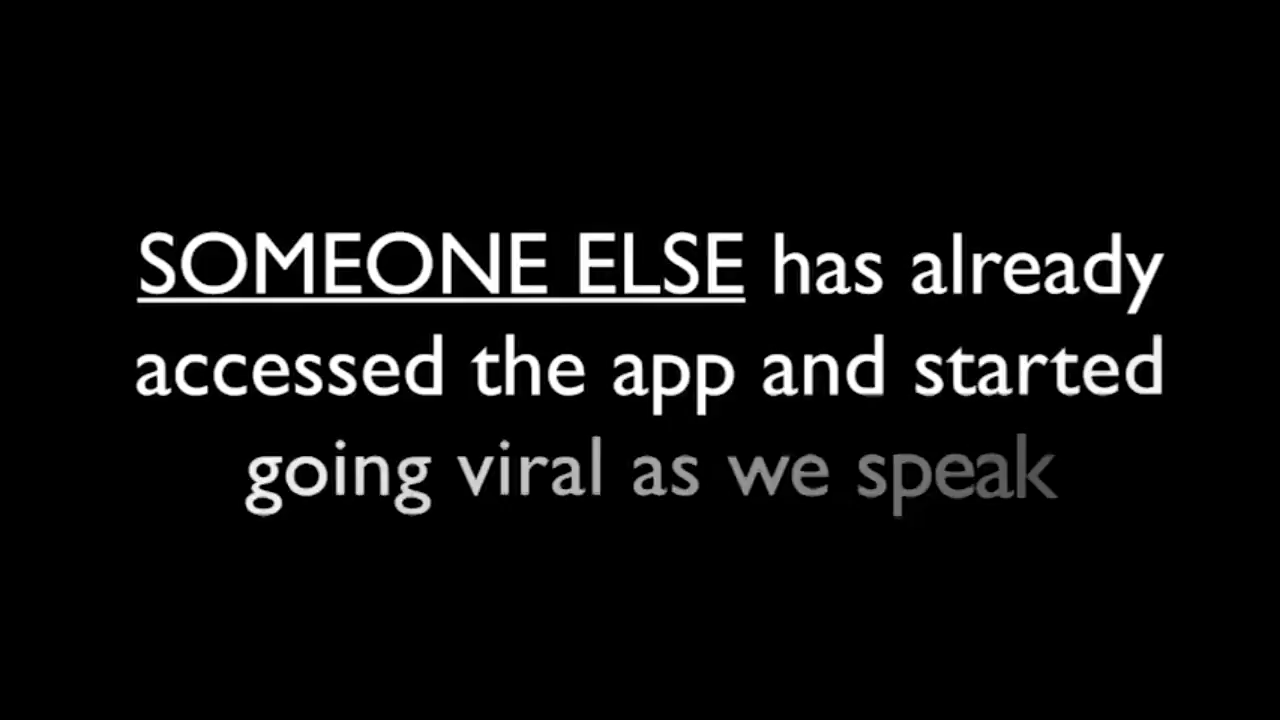 SOMEONE ELSE has already
accessed the app and started
going viral as we speak